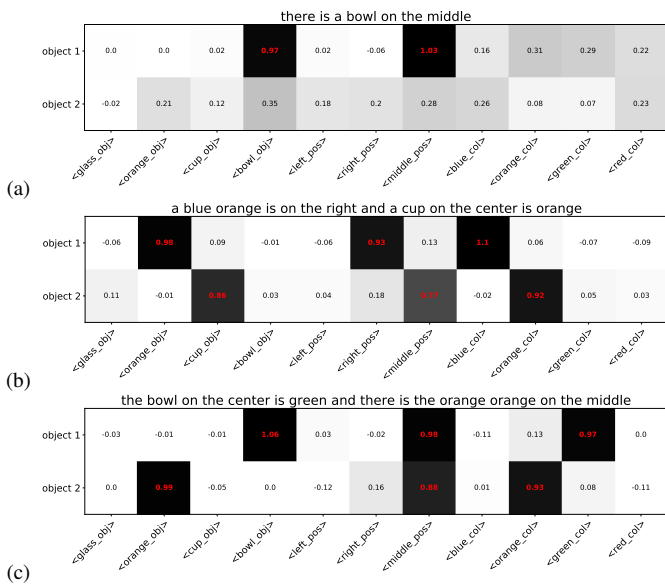 there is a bowl on the middle
object 1 0.0 0.0 0.02 0.97 0.02 -0.06 1.03 0.16 0.31 0.29 0.22
object 2 -0.02 0.21 0.12 0.35 0.18 0.2 0.28 0.26 0.08 0.07 0.23
<glass_obj> <orange_obj> <cup_obj> <bowl_obj> <left_pos> <right_pos> <middle_pos> <blue_col> <orange_col> <green_col> <red_col>
(a)
a blue orange is on the right and a cup on the center is orange
object 1 -0.06 0.98 0.09 -0.01 -0.06 0.93 0.13 1.1 0.06 -0.07 -0.09
object 2 0.11 -0.01 0.86 0.03 0.04 0.18 0.77 -0.02 0.92 0.05 0.03
<glass_obj> <orange_obj> <cup_obj> <bowl_obj> <left_pos> <right_pos> <middle_pos> <blue_col> <orange_col> <green_col> <red_col>
(b)
the bowl on the center is green and there is the orange orange on the middle
object 1 -0.03 -0.01 -0.01 1.06 0.03 -0.02 0.98 -0.11 0.13 0.97 0.0
object 2 0.0 0.99 -0.05 0.0 -0.12 0.16 0.88 0.01 0.93 0.08 -0.11
<glass_obj> <orange_obj> <cup_obj> <bowl_obj> <left_pos> <right_pos> <middle_pos> <blue_col> <orange_col> <green_col> <red_col>
(c)